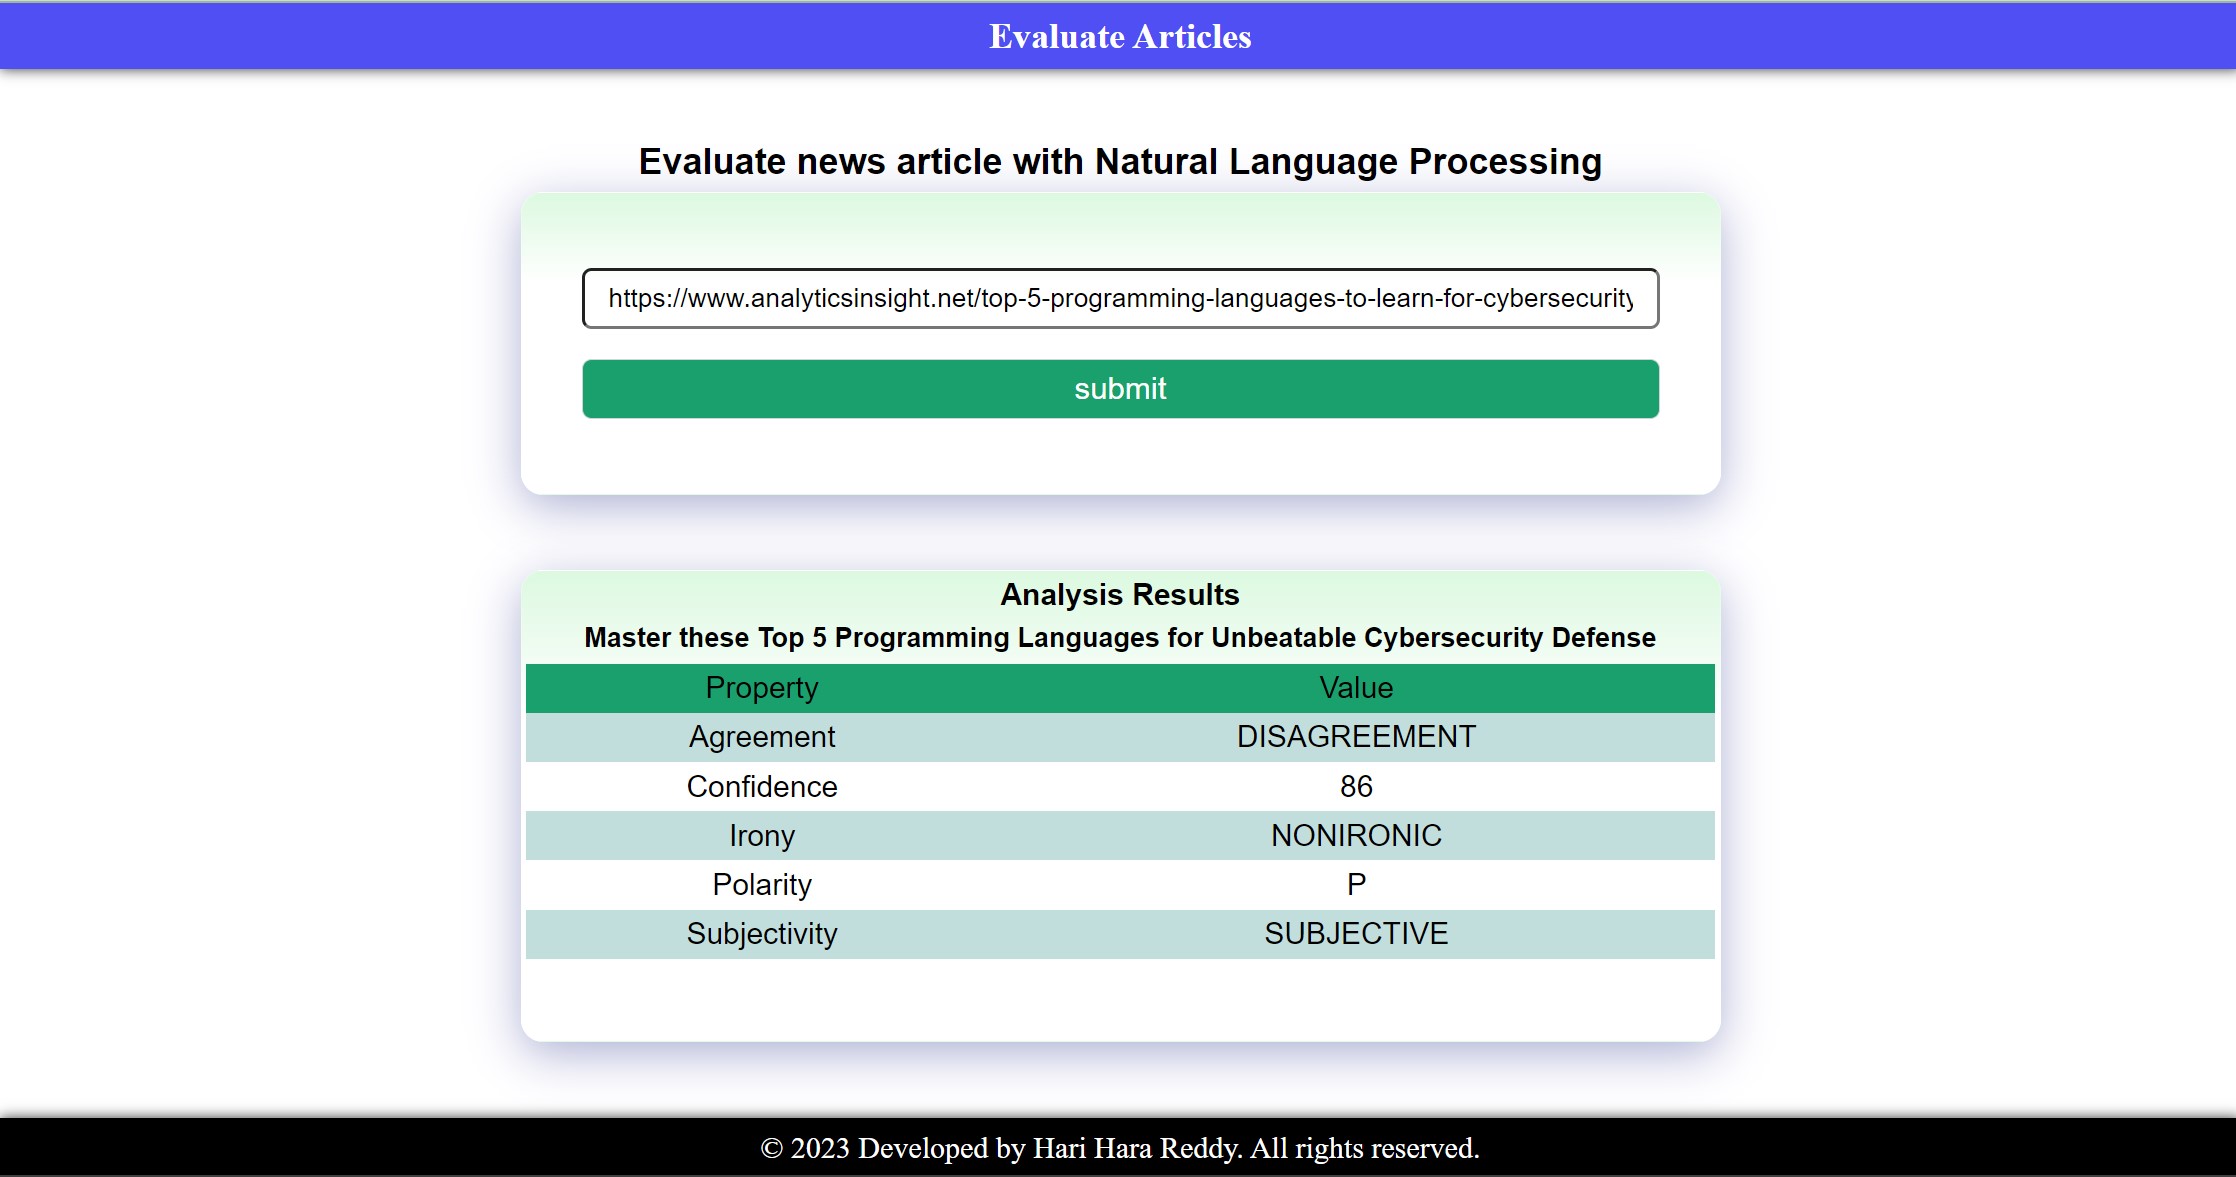 Evaluate Articles
Evaluate news article with Natural Language Processing
https://www.analyticsinsight.net/top-5-programming-languages-to-learn-for-cybersecurity
submit
Analysis Results
Master these Top 5 Programming Languages for Unbeatable Cybersecurity Defense
Property Value
Agreement DISAGREEMENT
Confidence 86
Irony NONIRONIC
Polarity P
Subjectivity SUBJECTIVE
© 2023 Developed by Hari Hara Reddy. All rights reserved.